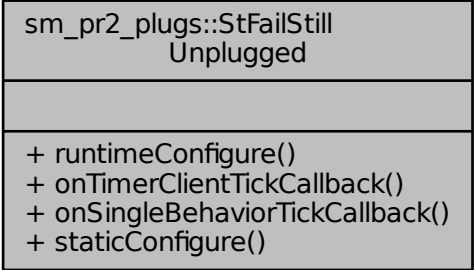 sm_pr2_plugs::StFailStill
Unplugged
+ runtimeConfigure()
+ onTimerClientTickCallback()
+ onSingleBehaviorTickCallback()
+ staticConfigure()